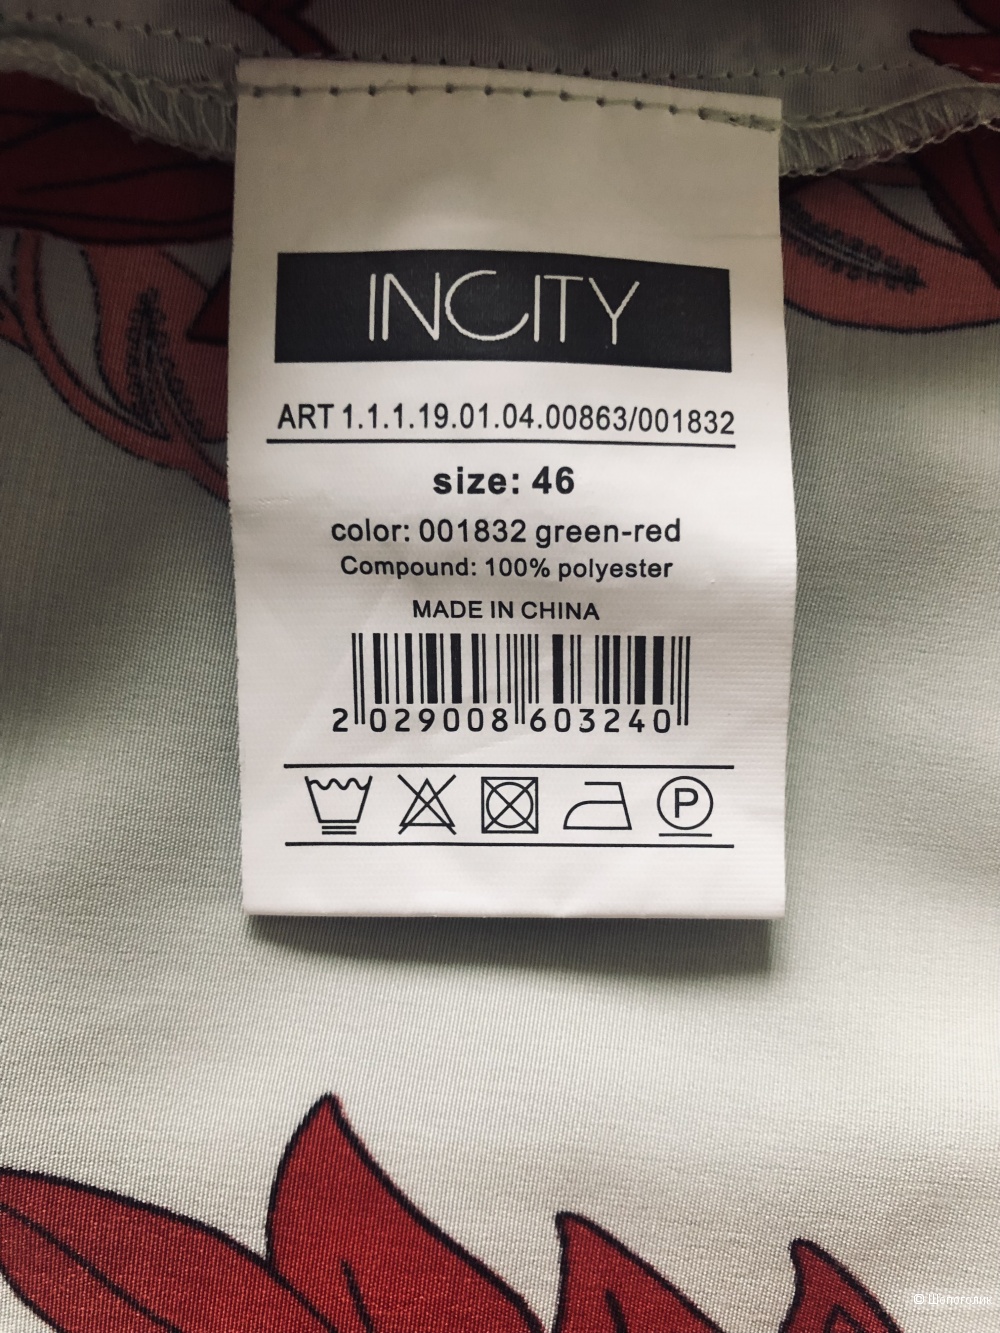 INCITY
ART 1.1.1.19.01.04.00863/001832
size: 46
color: 001832 green-red
Compound: 100% polyester
MADE IN CHINA
2 029008 603240
P
© Шопоголик